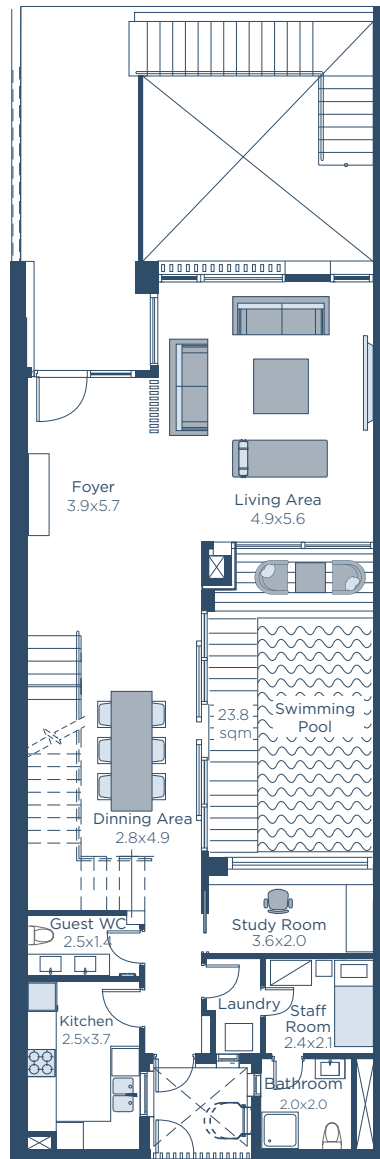 Foyer
3.9x5.7
Living Area
4.9x5.6
23.8
sqm
Swimming
Pool
Dinning Area
2.8x4.9
Guest WC
2.5x1.4
Study Room
3.6x2.0
Kitchen
2.5x3.7
Laundry
Staff
Room
2.4x2.1
Bathroom
2.0x2.0